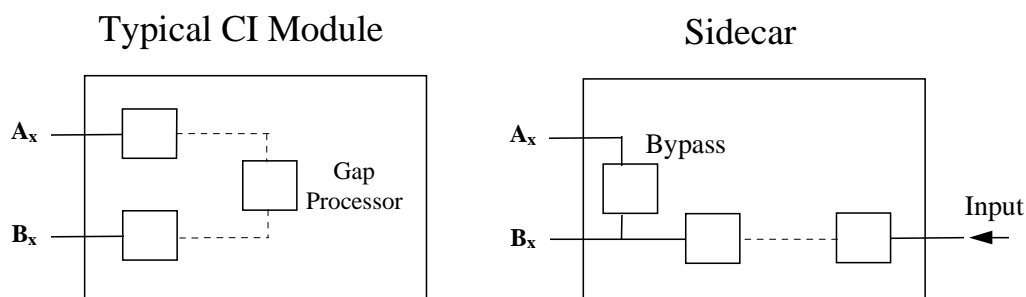 Typical CI Module
Sidecar
Ax
Bx
Gap
Processor
Ax
Bypass
Bx
Input